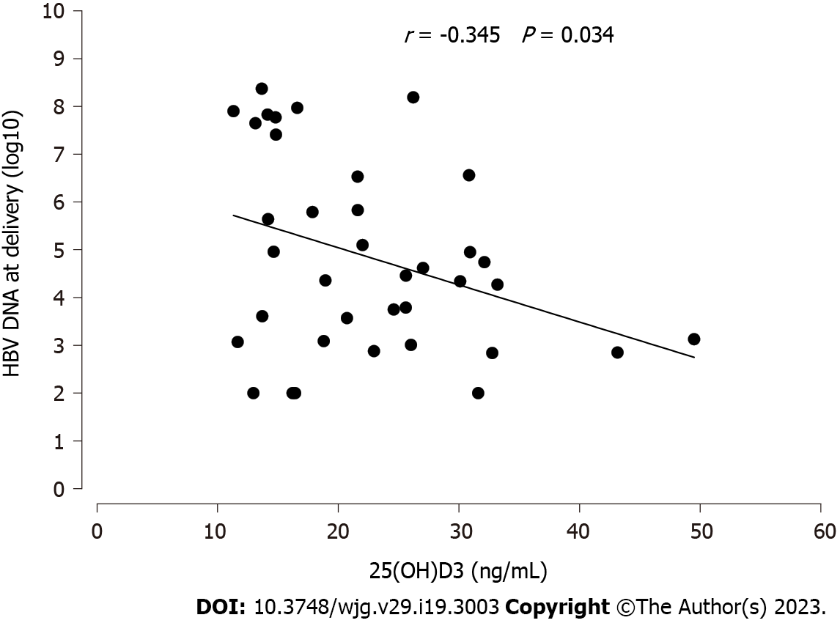 r = -0.345 P = 0.034
HBV DNA at delivery (log10)
10
9
8
7
6
5
4
3
2
1
0
0 10 20 30 40 50 60
25(OH)D3 (ng/mL)
DOI: 10.3748/wjg.v29.i19.3003 Copyright ©The Author(s) 2023.